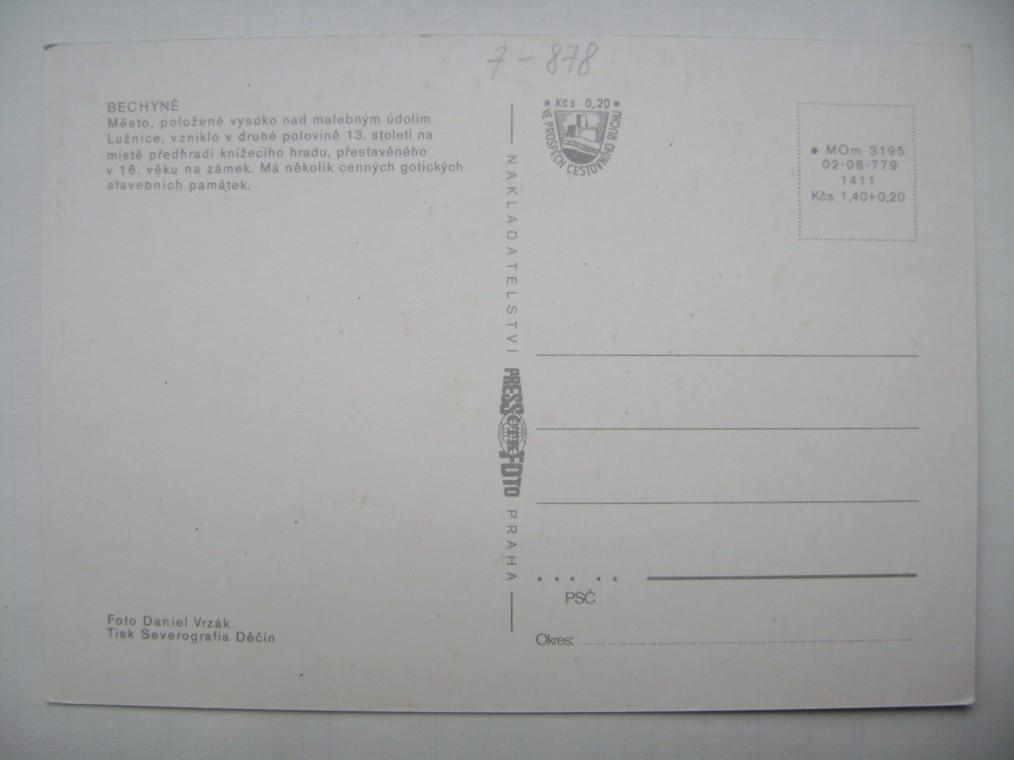 7-878
BECHYNĚ
Město, položené vysoko nad malebným údolím
Lužnice, vzniklo v druhé polovině 13. století na
místě předhradí knížecího hradu, přestavěného
v 16. věku na zámek. Má několik cenných gotických
stavebních památek.
Foto Daniel Vrzák
Tisk Severografia Děčín
NAKLADATELSTVÍ
PRESSFOTO
ČTK
PRAHA
Kčs 0,20
VE PROSPĚCH CESTOVNÍHO RUCHU
MOm 3195
02-08-779
1411
Kčs 1,40+0,20
PSČ
Okres: